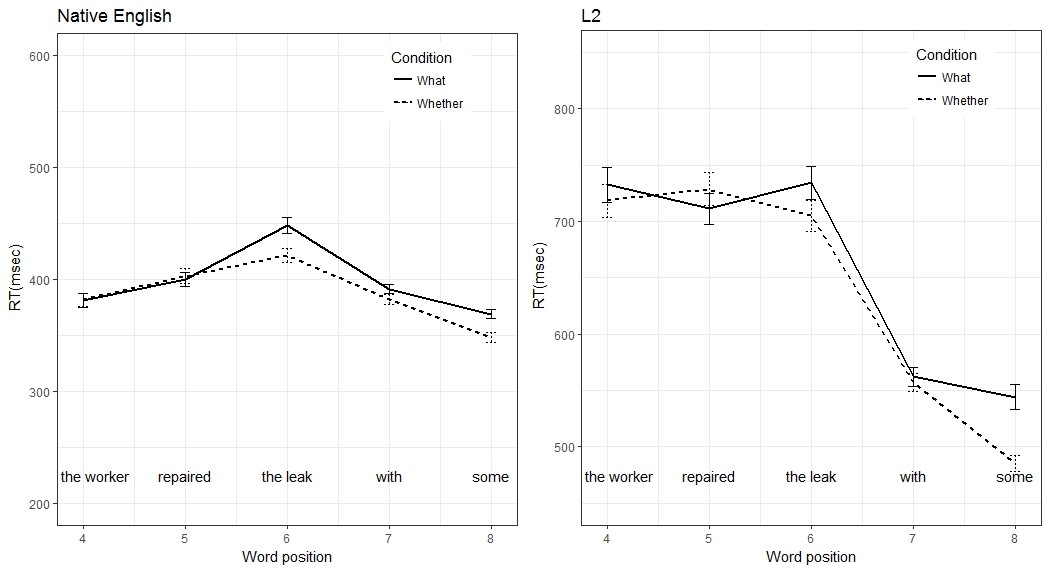 Native English
Condition
What
Whether
600
500
400
300
200
RT(msec)
the worker repaired the leak with some
4 5 6 7 8
Word position
L2
Condition
What
Whether
800
700
600
500
RT(msec)
the worker repaired the leak with some
4 5 6 7 8
Word position